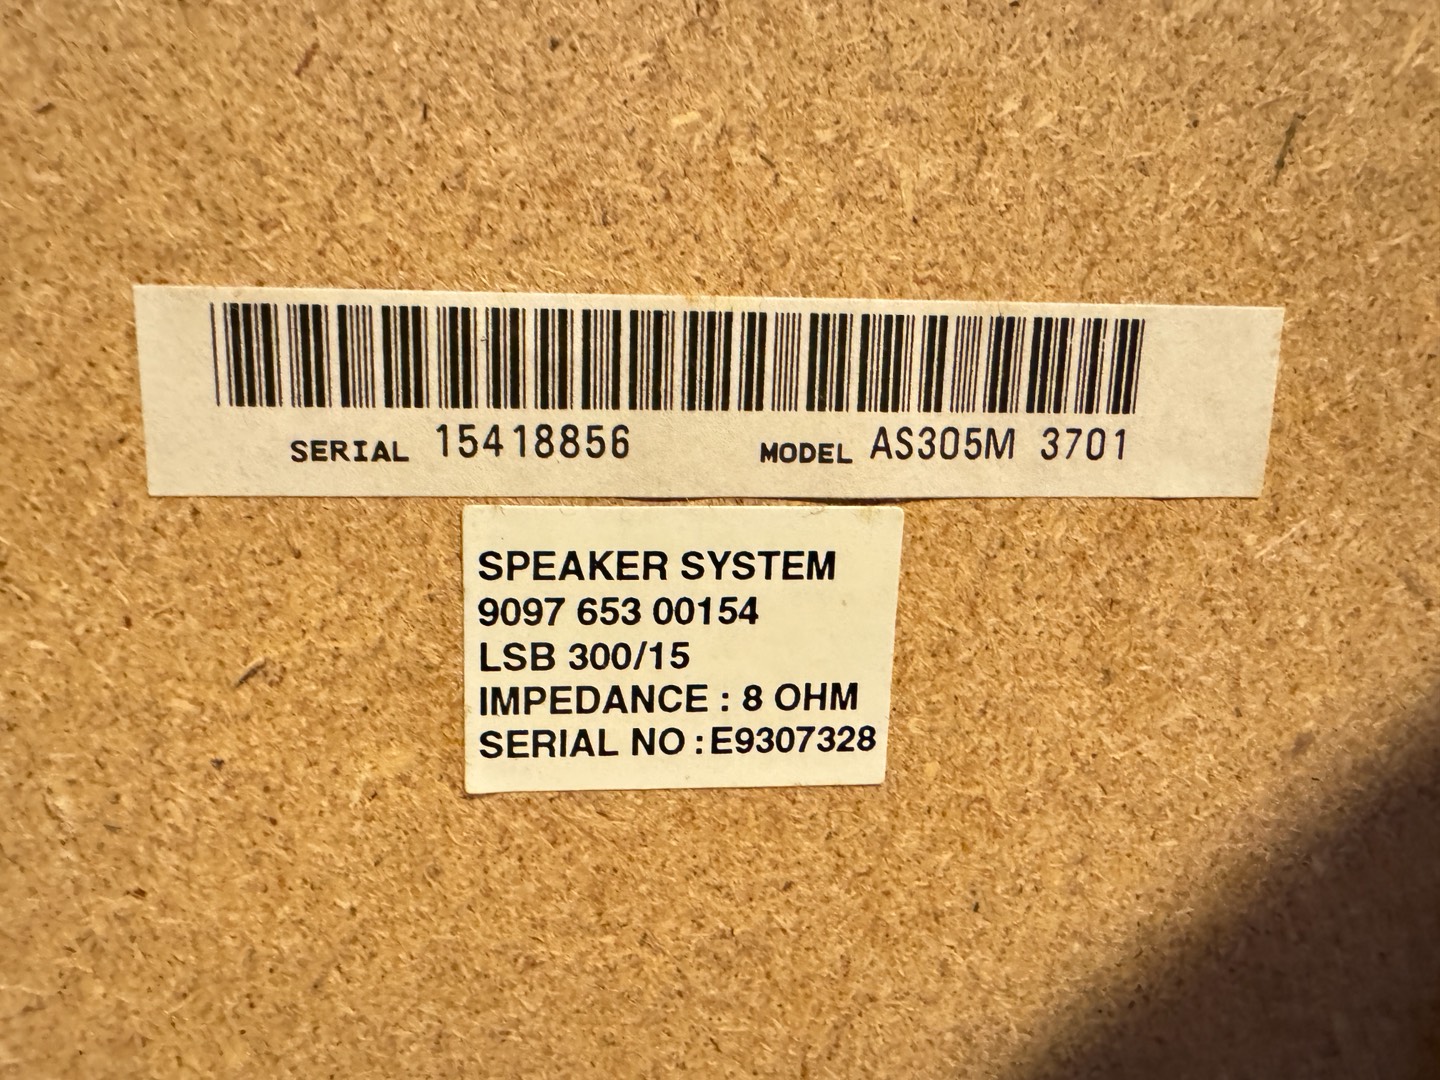 SERIAL 15418856 MODEL AS305M 3701
SPEAKER SYSTEM
9097 653 00154
LSB 300/15
IMPEDANCE : 8 OHM
SERIAL NO : E9307328